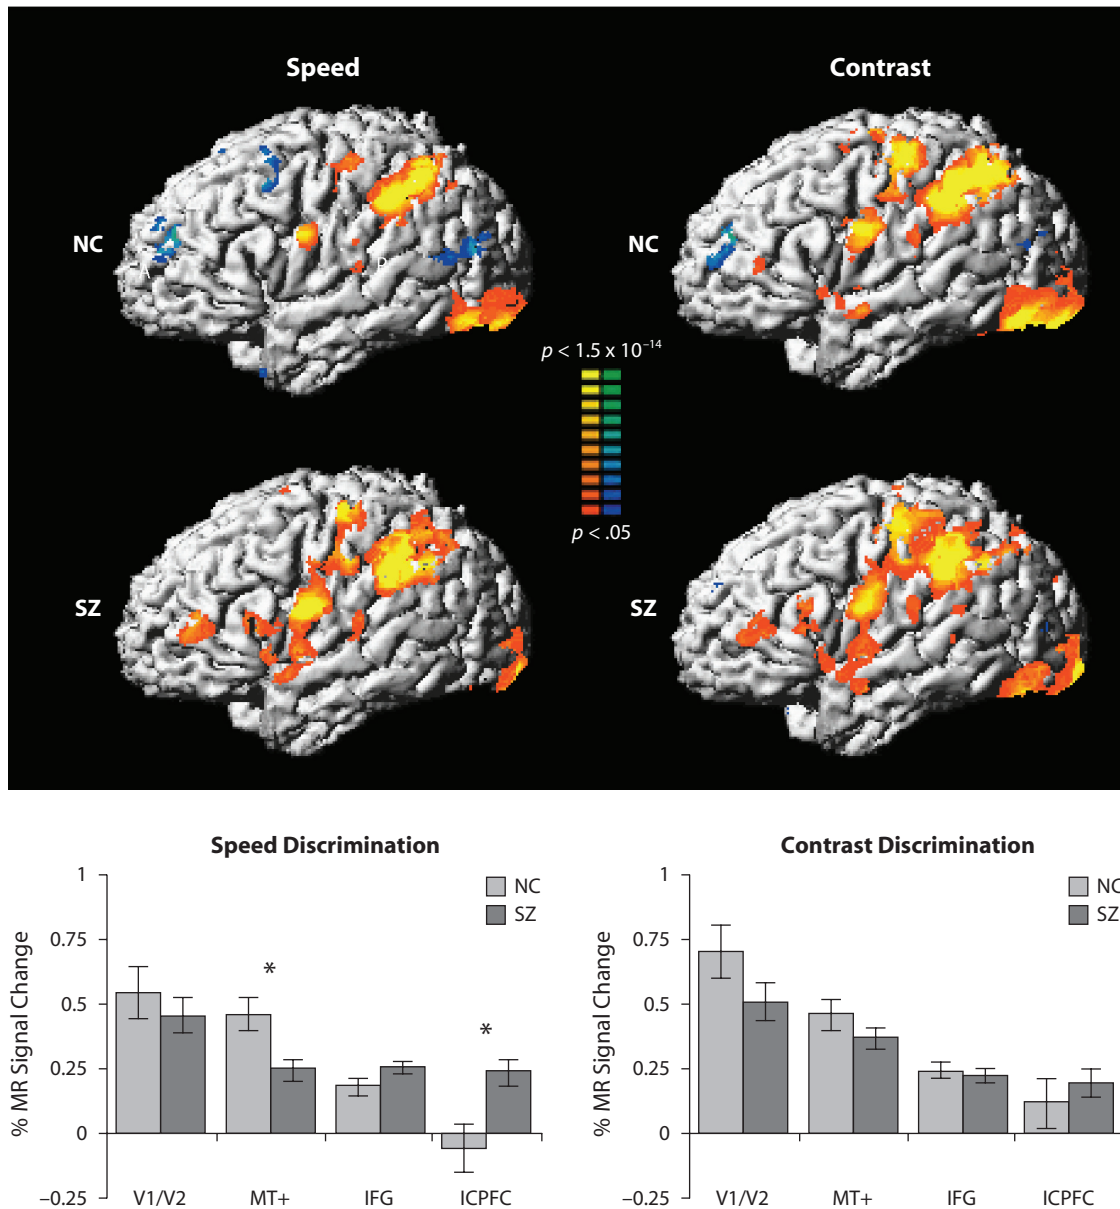 Speed
Contrast
NC
NC
A
P
p < 1.5 x 10⁻¹⁴
p < .05
SZ
SZ
Speed Discrimination
% MR Signal Change
1
0.75
0.5
0.25
0
–0.25
NC
SZ
*
*
V1/V2 MT+ IFG ICPFC
Contrast Discrimination
% MR Signal Change
1
0.75
0.5
0.25
0
–0.25
NC
SZ
V1/V2 MT+ IFG ICPFC